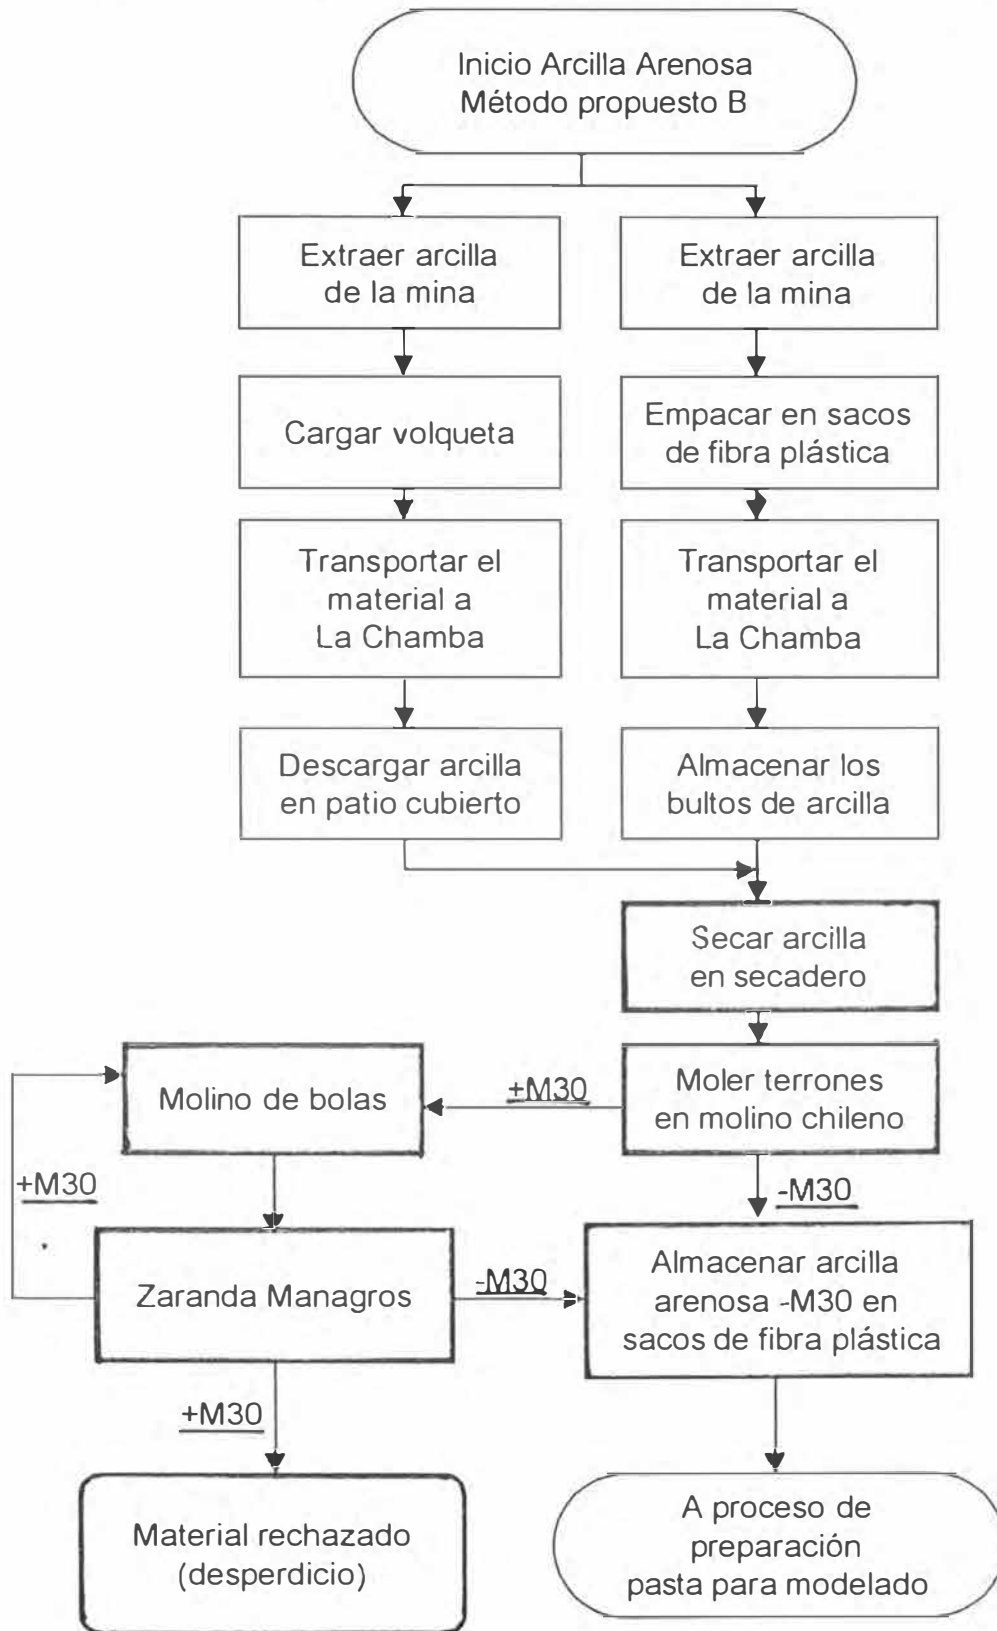 Inicio Arcilla Arenosa
Método propuesto B
Extraer arcilla
de la mina
Extraer arcilla
de la mina
Cargar volqueta
Empacar en sacos
de fibra plástica
Transportar el
material a
La Chamba
Transportar el
material a
La Chamba
Descargar arcilla
en patio cubierto
Almacenar los
bultos de arcilla
Secar arcilla
en secadero
Molino de bolas
+M30
Moler terrones
en molino chileno
+M30
-M30
Zaranda Managros
-M30
Almacenar arcilla
arenosa -M30 en
sacos de fibra plástica
+M30
Material rechazado
(desperdicio)
A proceso de
preparación
pasta para modelado